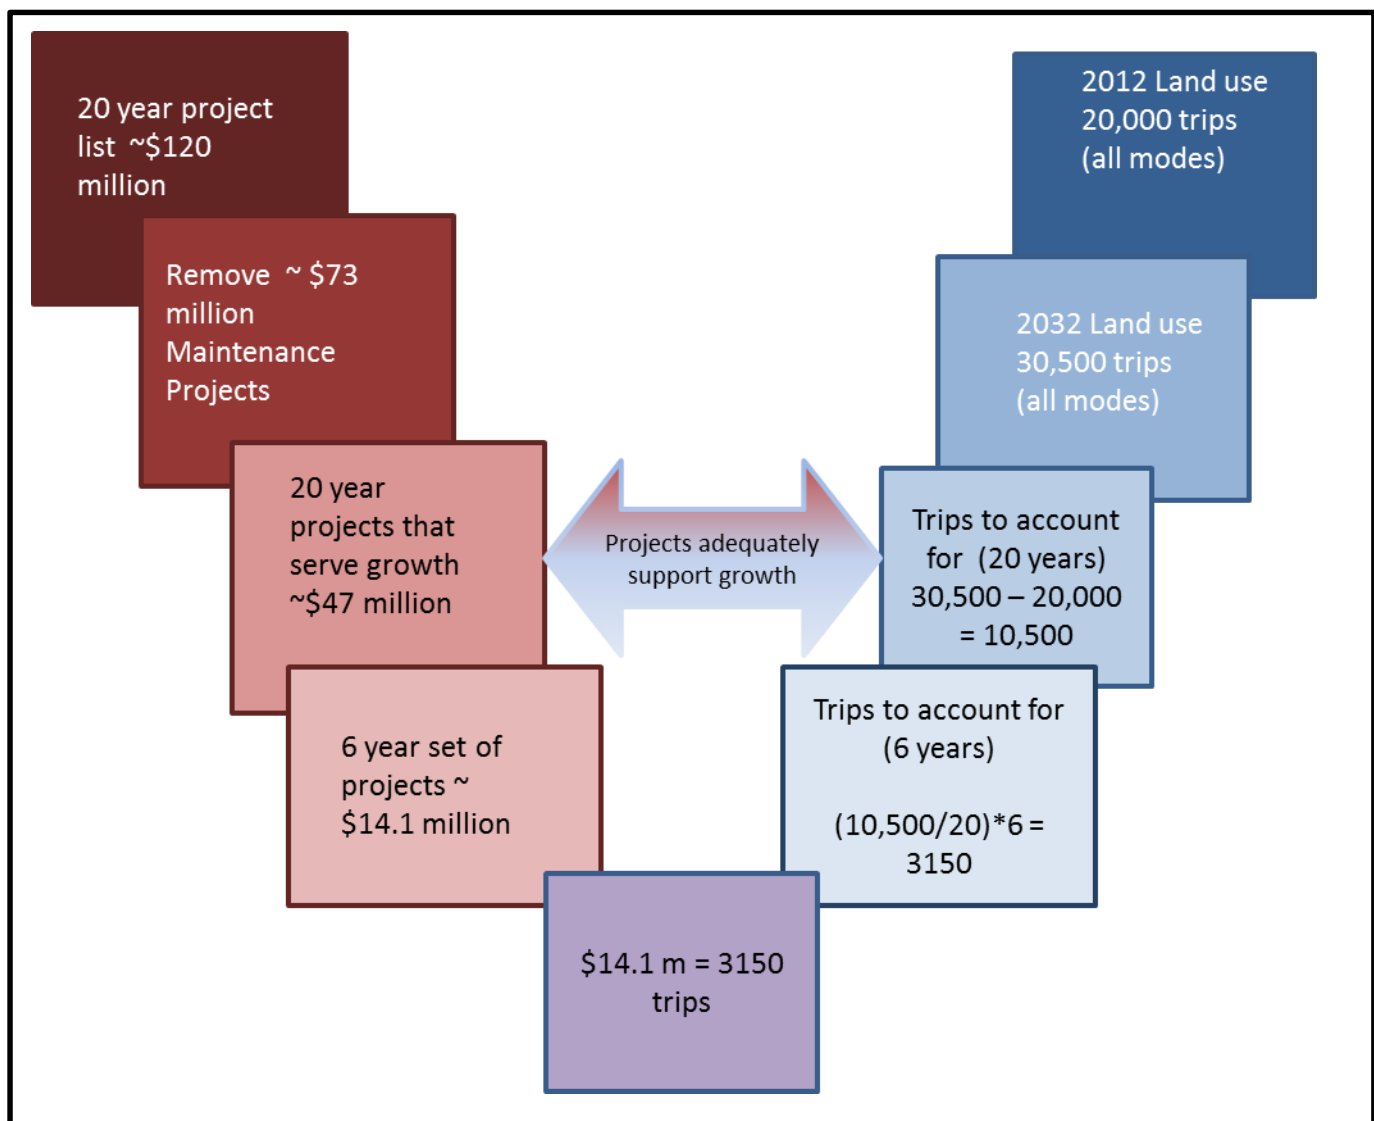 20 year project
list ~$120
million
Remove ~ $73
million
Maintenance
Projects
20 year
projects that
serve growth
~$47 million
6 year set of
projects ~
$14.1 million
Projects adequately
support growth
2012 Land use
20,000 trips
(all modes)
2032 Land use
30,500 trips
(all modes)
Trips to account
for (20 years)
30,500 – 20,000
= 10,500
Trips to account for
(6 years)
(10,500/20)*6 =
3150
$14.1 m = 3150
trips